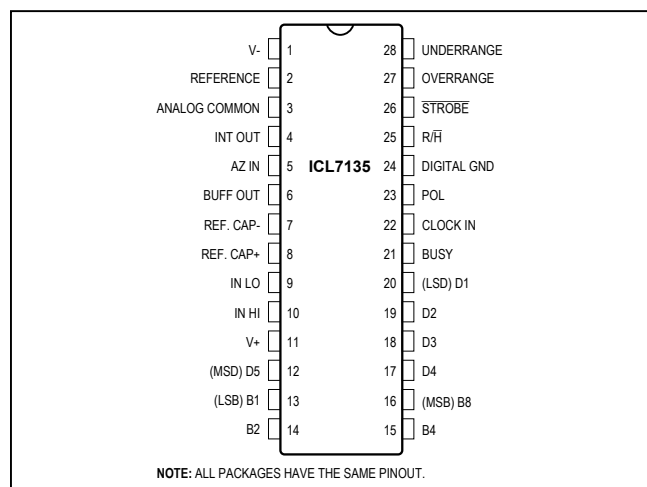 V- 1 28 UNDERRANGE
REFERENCE 2 27 OVERRANGE
ANALOG COMMON 3 26 STROBE
INT OUT 4 25 R/H
AZ IN 5 ICL7135 24 DIGITAL GND
BUFF OUT 6 23 POL
REF. CAP- 7 22 CLOCK IN
REF. CAP+ 8 21 BUSY
IN LO 9 20 (LSD) D1
IN HI 10 19 D2
V+ 11 18 D3
(MSD) D5 12 17 D4
(LSB) B1 13 16 (MSB) B8
B2 14 15 B4
NOTE: ALL PACKAGES HAVE THE SAME PINOUT.